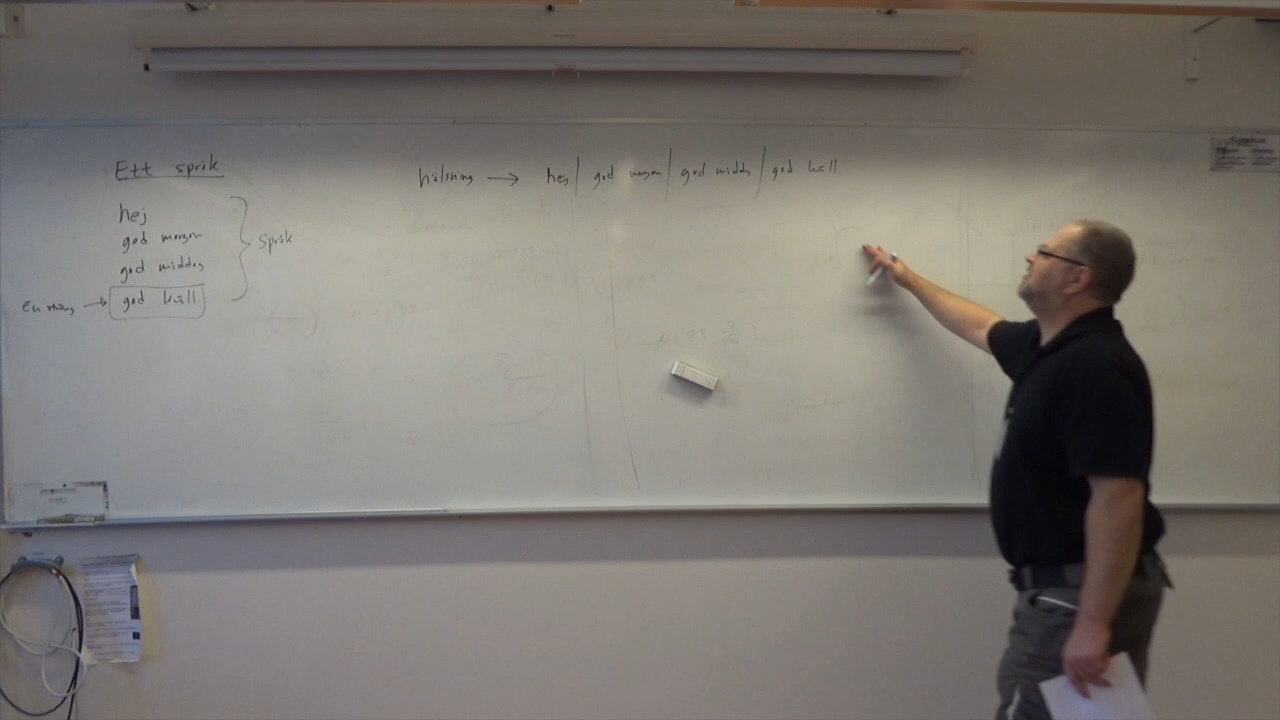 Ett språk
hälsning → hej | god morgon | god middag | god kväll
hej
god morgon
god middag
språk
en sträng → god kväll